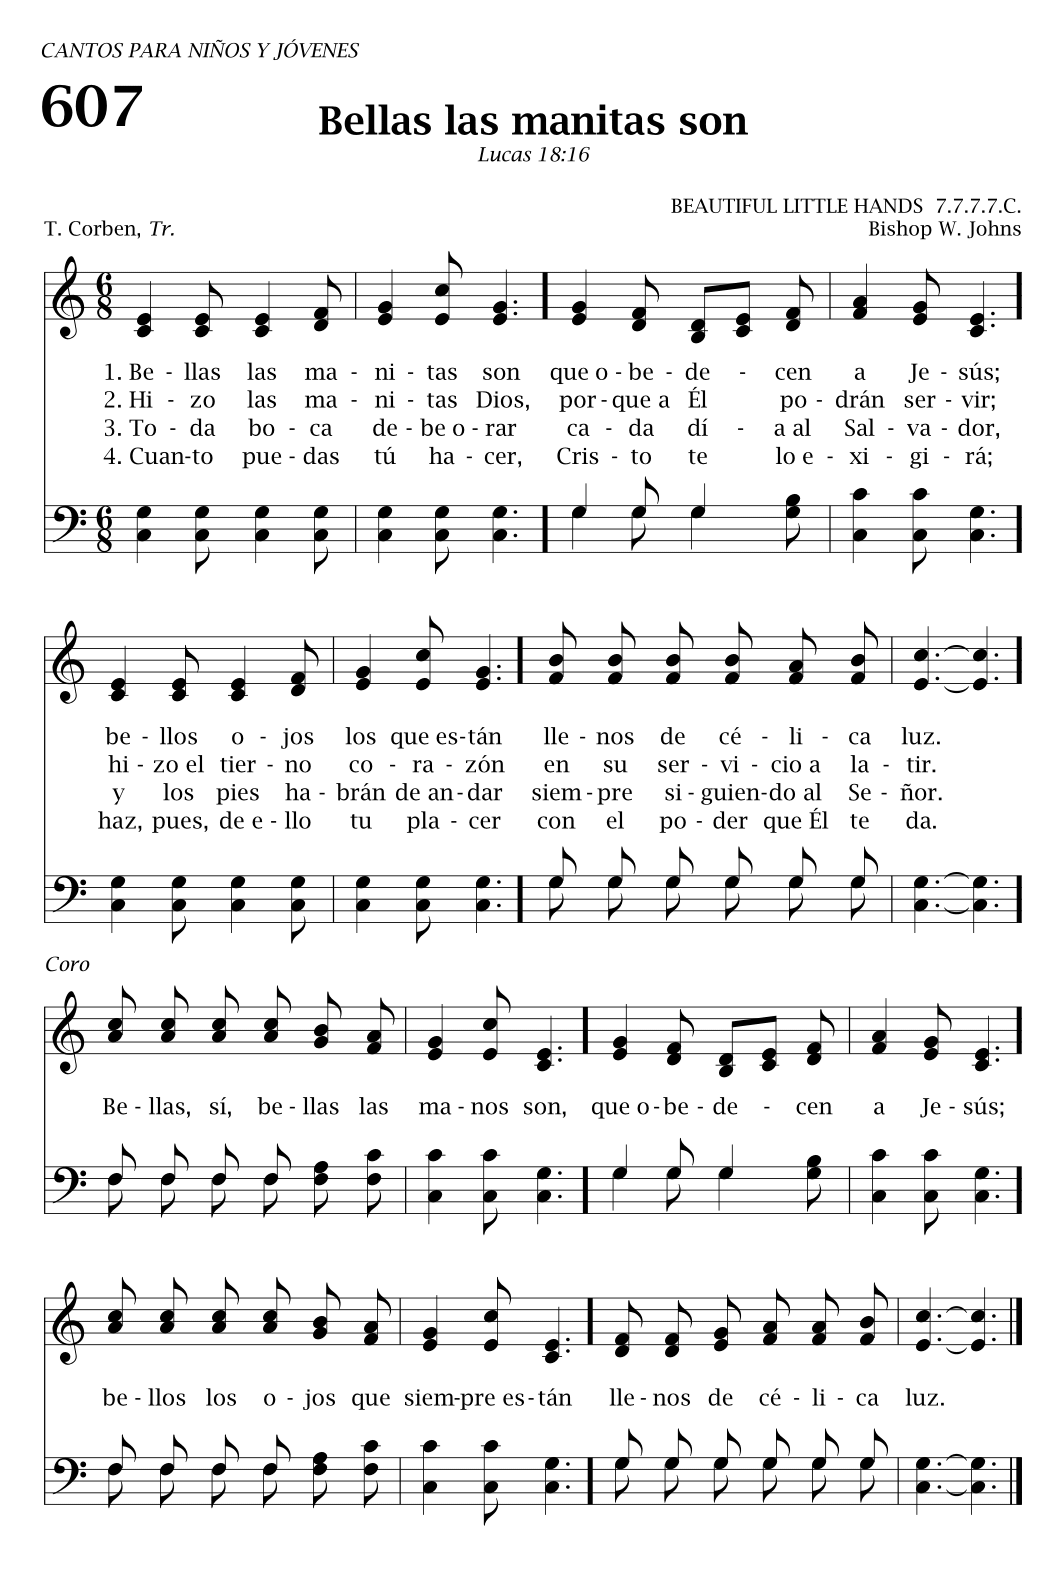 CANTOS PARA NIÑOS Y JÓVENES
607
Bellas las manitas son
Lucas 18:16
BEAUTIFUL LITTLE HANDS 7.7.7.7.C.
T. Corben, Tr.
Bishop W. Johns
6 8
1. Be - llas las ma - ni - tas son que o - be - de - cen a Je - sús;
2. Hi - zo las ma - ni - tas Dios, por - que a Él po - drán ser - vir;
3. To - da bo - ca de - be o - rar ca - da dí - a al Sal - va - dor,
4. Cuan - to pue - das tú ha - cer, Cris - to te lo e - xi - gi - rá;
6 8
be - llos o - jos los que es - tán lle - nos de cé - li - ca luz.
hi - zo el tier - no co - ra - zón en su ser - vi - cio a la - tir.
y los pies ha - brán de an - dar siem - pre si - guien - do al Se - ñor.
haz, pues, de e - llo tu pla - cer con el po - der que Él te da.
Coro
Be - llas, sí, be - llas las ma - nos son, que o - be - de - cen a Je - sús;
be - llos los o - jos que siem - pre es - tán lle - nos de cé - li - ca luz.